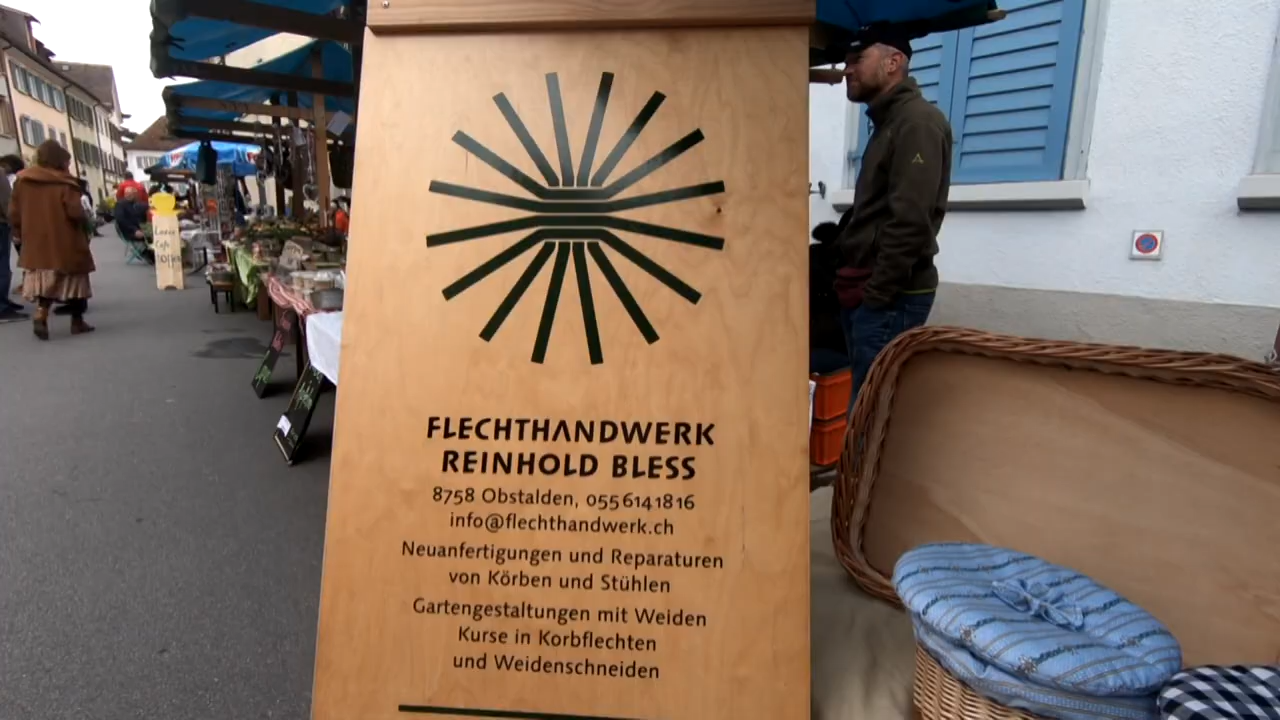 FLECHTHANDWERK
REINHOLD BLESS
8758 Obstalden, 0556141816
info@flechthandwerk.ch
Neuanfertigungen und Reparaturen
von Körben und Stühlen
Gartengestaltungen mit Weiden
Kurse in Korbflechten
und Weidenschneiden